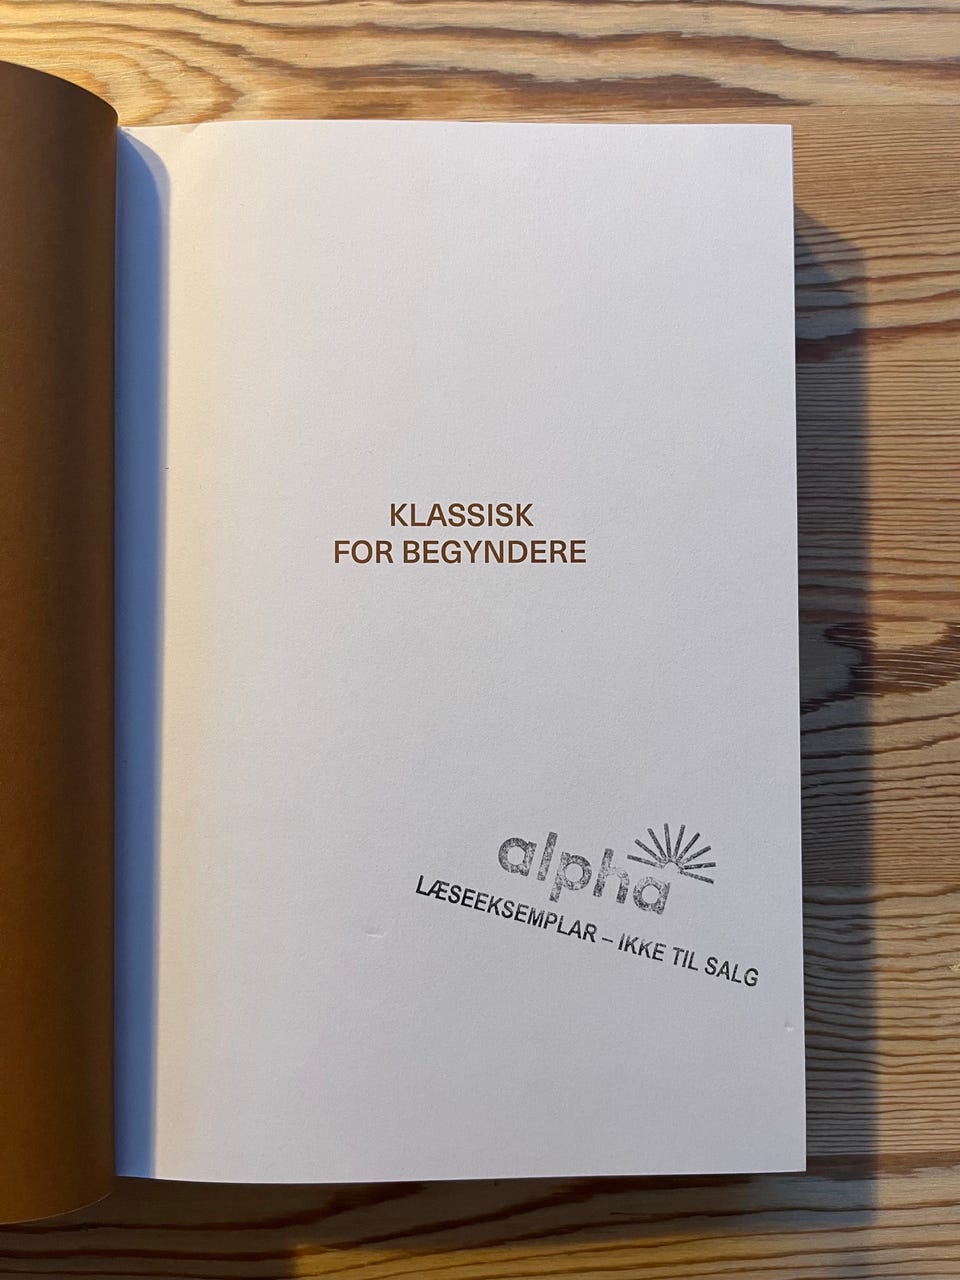 KLASSISK
FOR BEGYNDERE
alpha
LÆSEEKSEMPLAR – IKKE TIL SALG